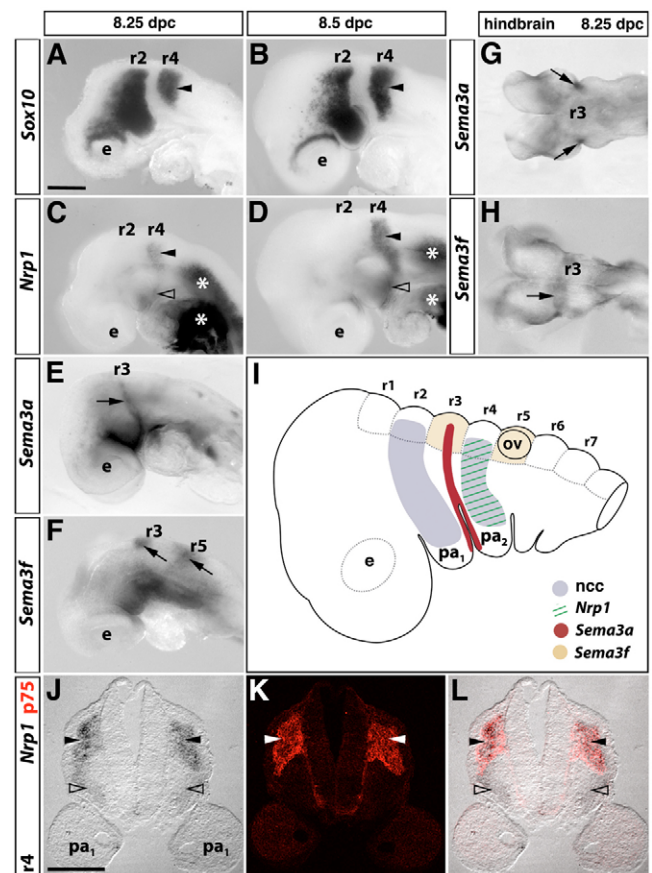 8.25 dpc
8.5 dpc
hindbrain 8.25 dpc
Sox10
A
r2 r4
e
B
r2 r4
e
Sema3a
G
r3
Nrp1
C
r2 r4
*
*
e
D
r2 r4
*
*
e
Sema3f
H
r3
Sema3a
E
r3
e
I
r1
r2
r3
r4
r5
r6
r7
ov
pa1
pa2
e
ncc
Nrp1
Sema3a
Sema3f
Sema3f
F
r3
r5
e
r4 Nrp1 p75
J
pa1
pa1
K
L